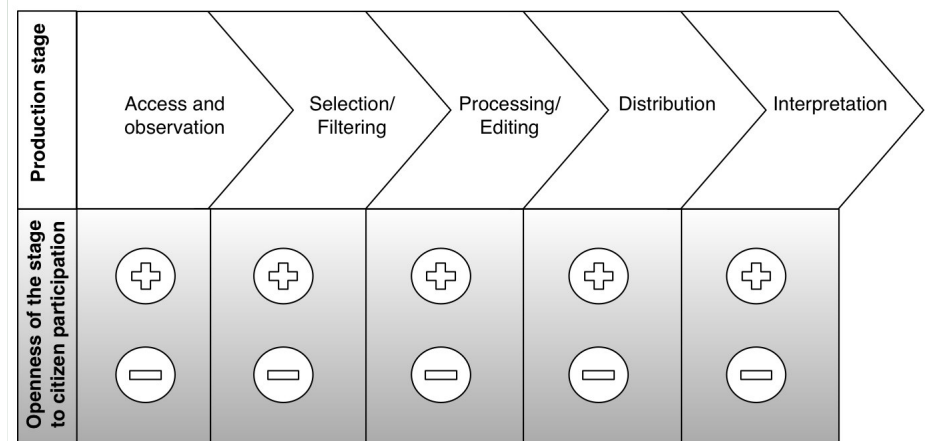 Production stage
Access and
observation
Selection/
Filtering
Processing/
Editing
Distribution
Interpretation
Openness of the stage
to citizen participation